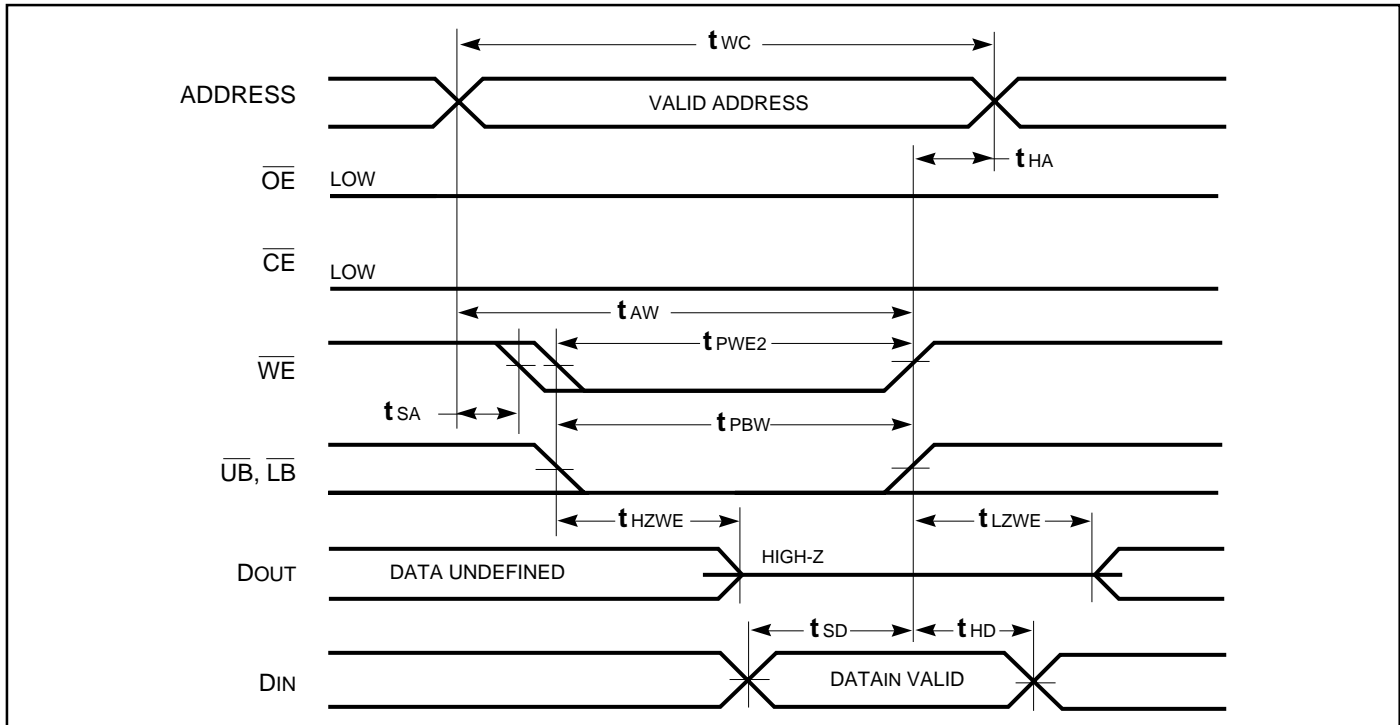 tWC
ADDRESS
VALID ADDRESS
tHA
OE
LOW
CE
LOW
tAW
WE
tPWE2
tSA
tPBW
UB, LB
tHZWE
tLZWE
DOUT
DATA UNDEFINED
HIGH-Z
tSD
tHD
DIN
DATAIN VALID